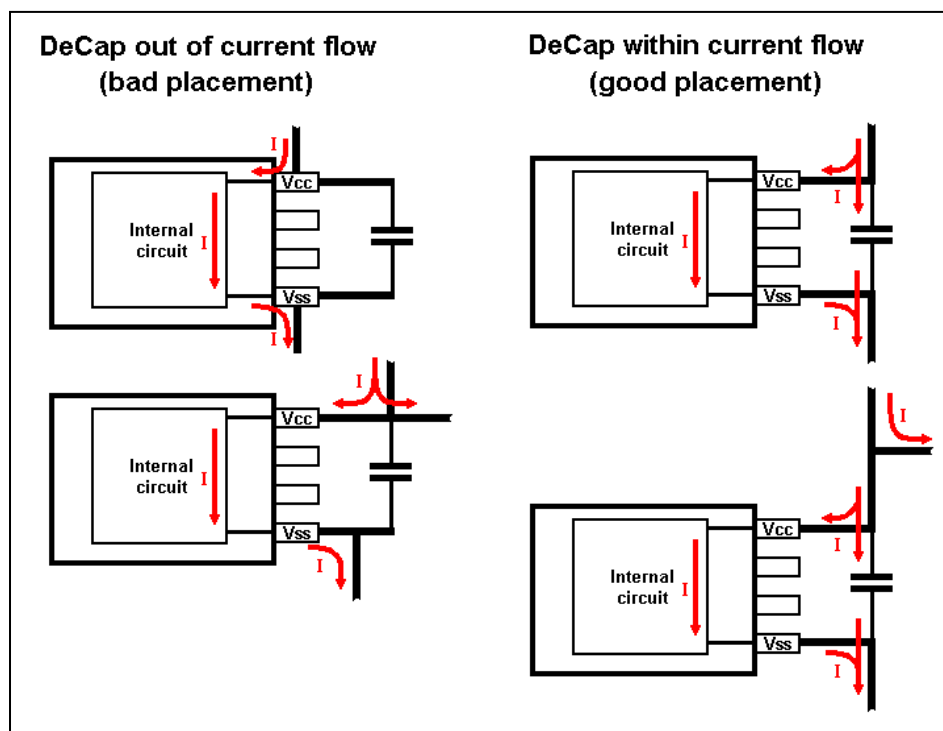 DeCap out of current flow
(bad placement)
I
Vcc
Internal
circuit
I
Vss
I
I
Vcc
Internal
circuit
I
Vss
I
DeCap within current flow
(good placement)
Vcc
I
Internal
circuit
I
Vss
I
I
Vcc
I
Internal
circuit
I
Vss
I